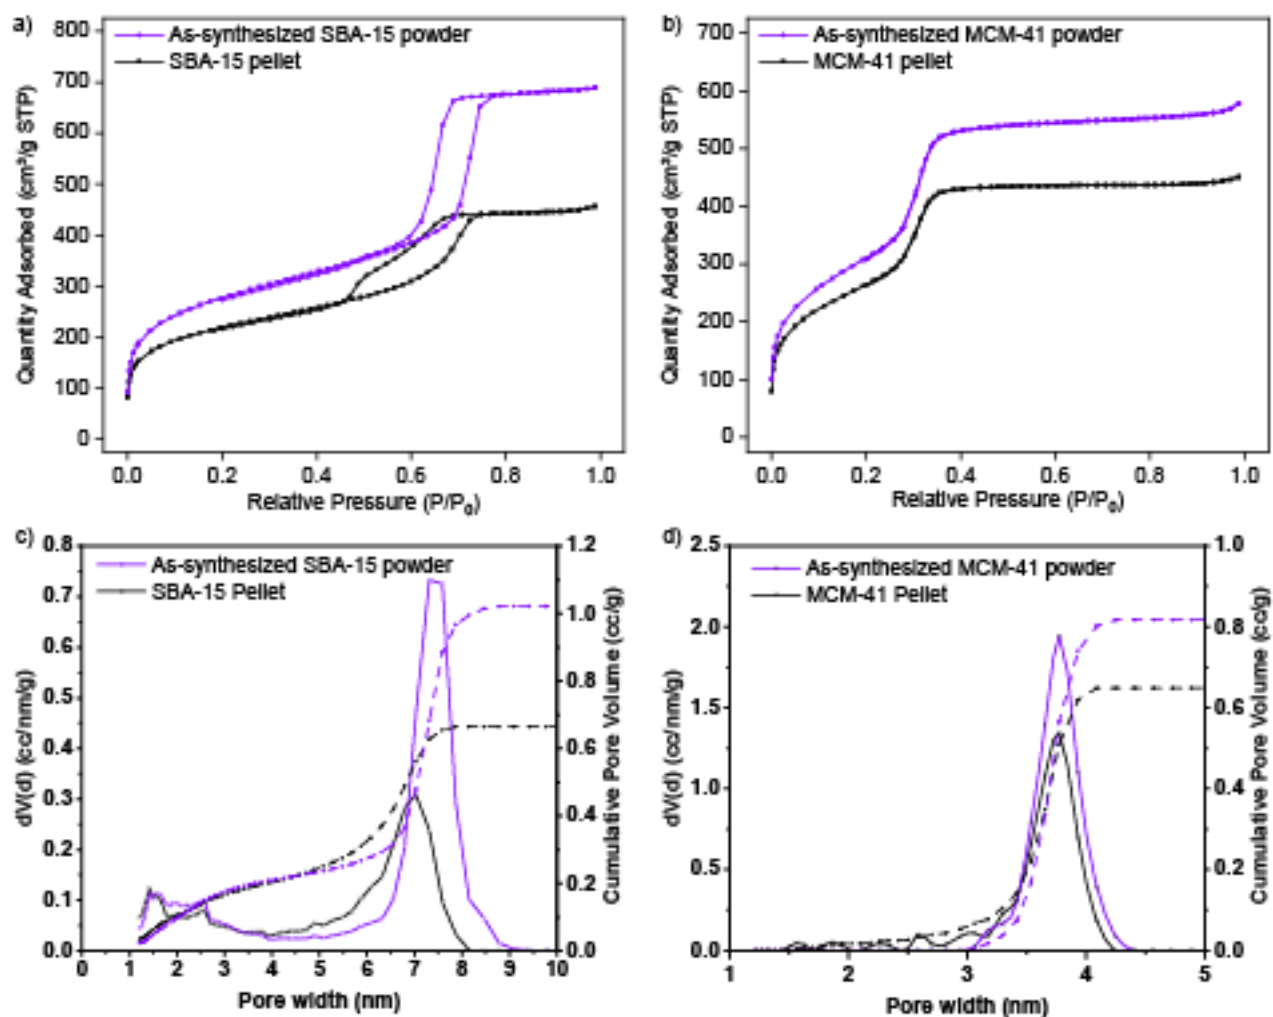 a)
800
700
600
500
400
300
200
100
0
Quantity Adsorbed (cm³/g STP)
As-synthesized SBA-15 powder
SBA-15 pellet
0.0 0.2 0.4 0.6 0.8 1.0
Relative Pressure (P/P₀)
b)
700
600
500
400
300
200
100
0
Quantity Adsorbed (cm³/g STP)
As-synthesized MCM-41 powder
MCM-41 pellet
0.0 0.2 0.4 0.6 0.8 1.0
Relative Pressure (P/P₀)
c)
0.8
0.7
0.6
0.5
0.4
0.3
0.2
0.1
0.0
dV(d) (cc/nm/g)
As-synthesized SBA-15 powder
SBA-15 Pellet
1.2
1.0
0.8
0.6
0.4
0.2
0.0
Cumulative Pore Volume (cc/g)
0 1 2 3 4 5 6 7 8 9 10
Pore width (nm)
d)
2.5
2.0
1.5
1.0
0.5
0.0
dV(d) (cc/nm/g)
As-synthesized MCM-41 powder
MCM-41 Pellet
1.0
0.8
0.6
0.4
0.2
0.0
Cumulative Pore Volume (cc/g)
1 2 3 4 5
Pore width (nm)